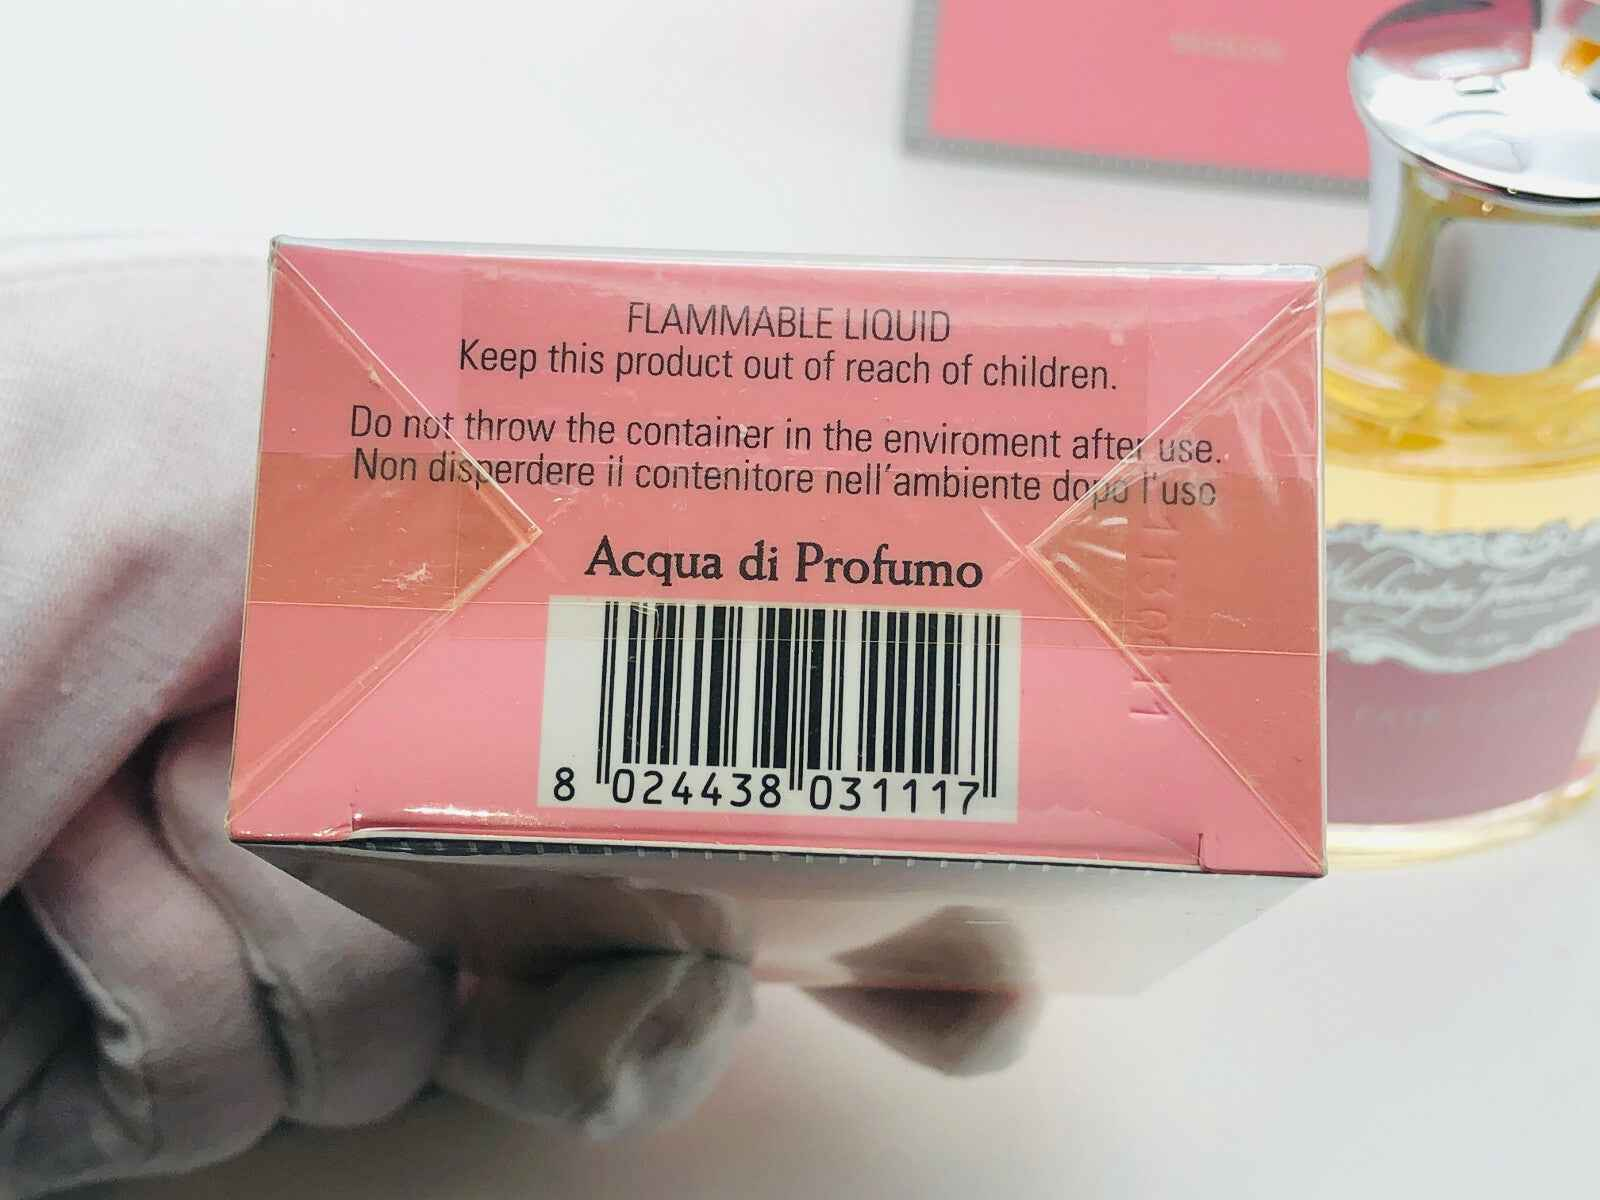 FLAMMABLE LIQUID
Keep this product out of reach of children.
Do not throw the container in the enviroment after use.
Non disperdere il contenitore nell'ambiente dopo l'uso
Acqua di Profumo
8 024438 031117